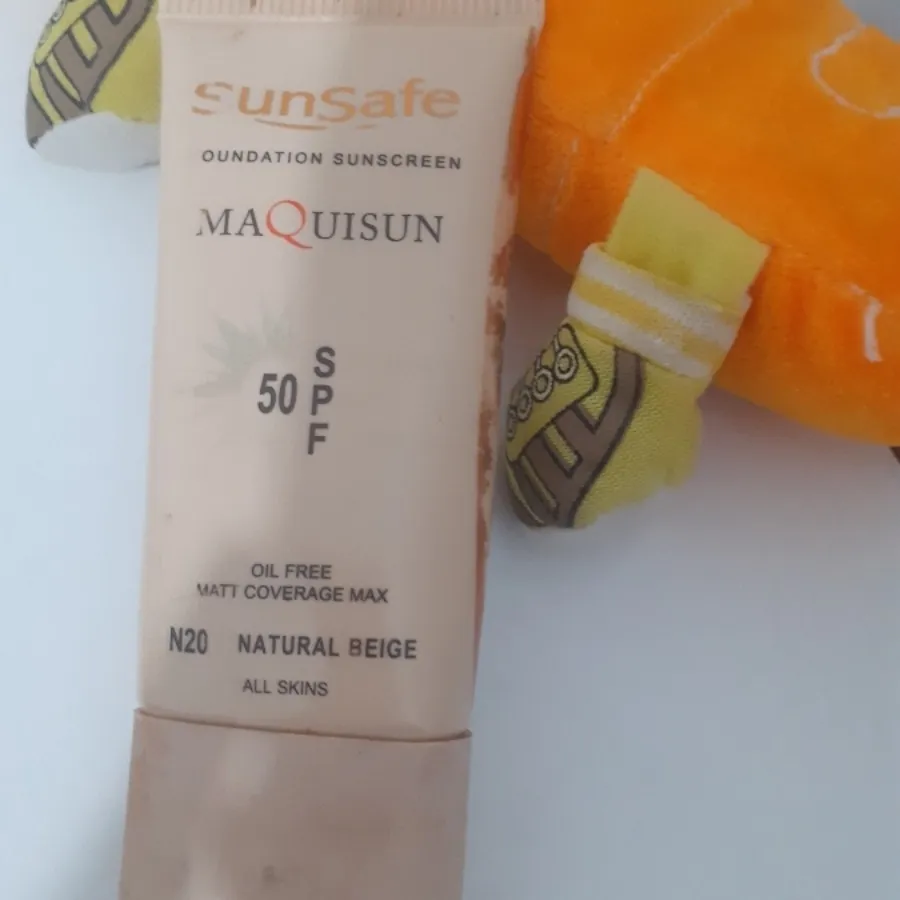 SunSafe
OUNDATION SUNSCREEN
MAQUISUN
50 SPF
OIL FREE
MATT COVERAGE MAX
N20 NATURAL BEIGE
ALL SKINS